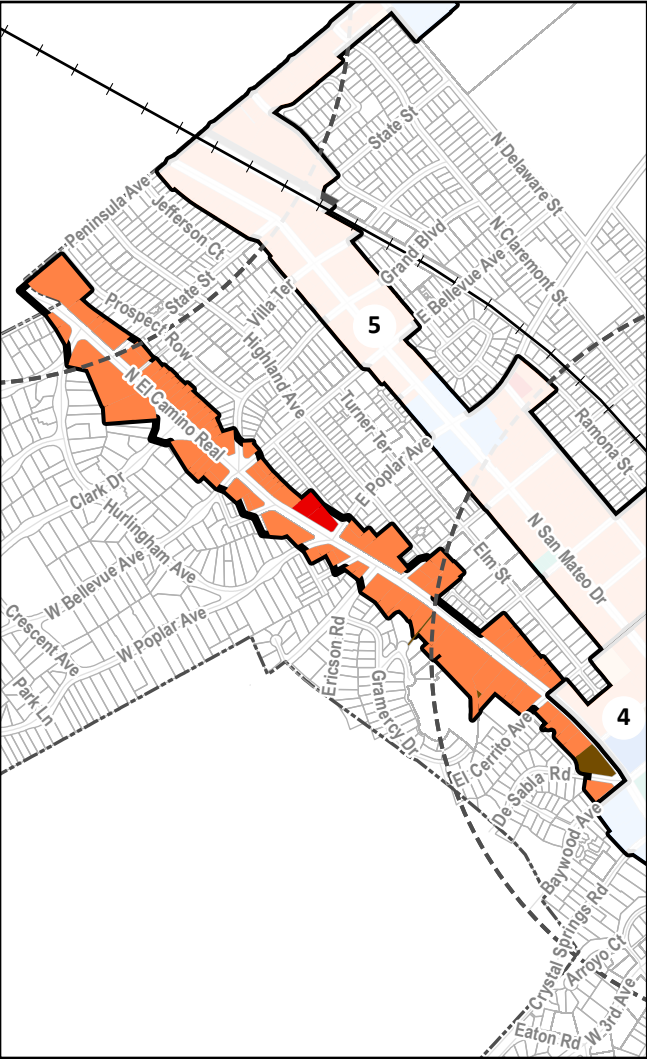 State St
N Delaware St
Peninsula Ave
Jefferson Ct
Grand Blvd
N Claremont St
E Bellevue Ave
State St
Villa Ter
Prospect Row
5
Highland Ave
N El Camino Real
Turner Ter
Ramona St
E Poplar Ave
Clark Dr
Hurlingham Ave
N San Mateo Dr
Elm St
W Bellevue Ave
Crescent Ave
W Poplar Ave
Ericson Rd
Park Ln
Gramercy Dr
4
El Cerrito Ave
De Sabla Rd
Baywood Ave
Crystal Springs Rd
Arroyo Ct
W 3rd Ave
Eaton Rd